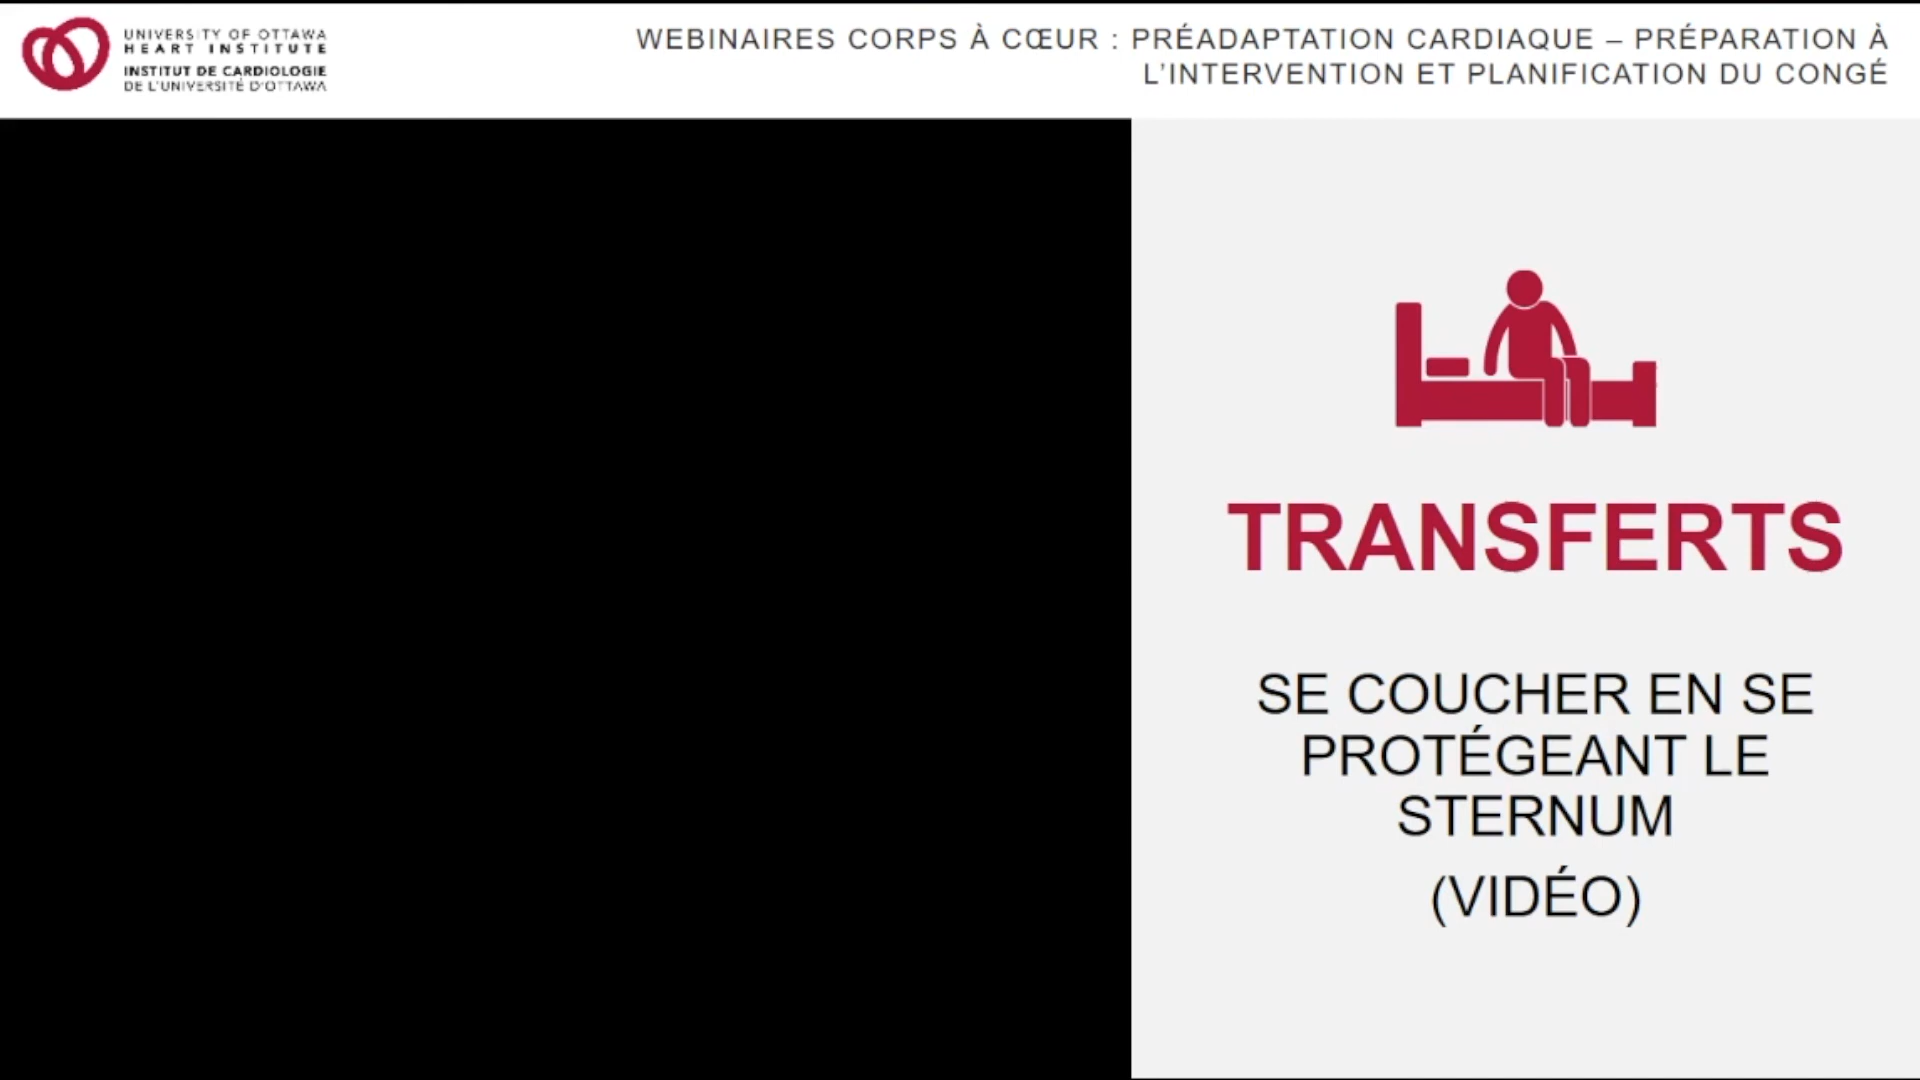 UNIVERSITY OF OTTAWA
HEART INSTITUTE
INSTITUT DE CARDIOLOGIE
DE L'UNIVERSITÉ D'OTTAWA
WEBINAIRES CORPS À CŒUR : PRÉADAPTATION CARDIAQUE – PRÉPARATION À
L’INTERVENTION ET PLANIFICATION DU CONGÉ
TRANSFERTS
SE COUCHER EN SE
PROTÉGEANT LE
STERNUM
(VIDÉO)